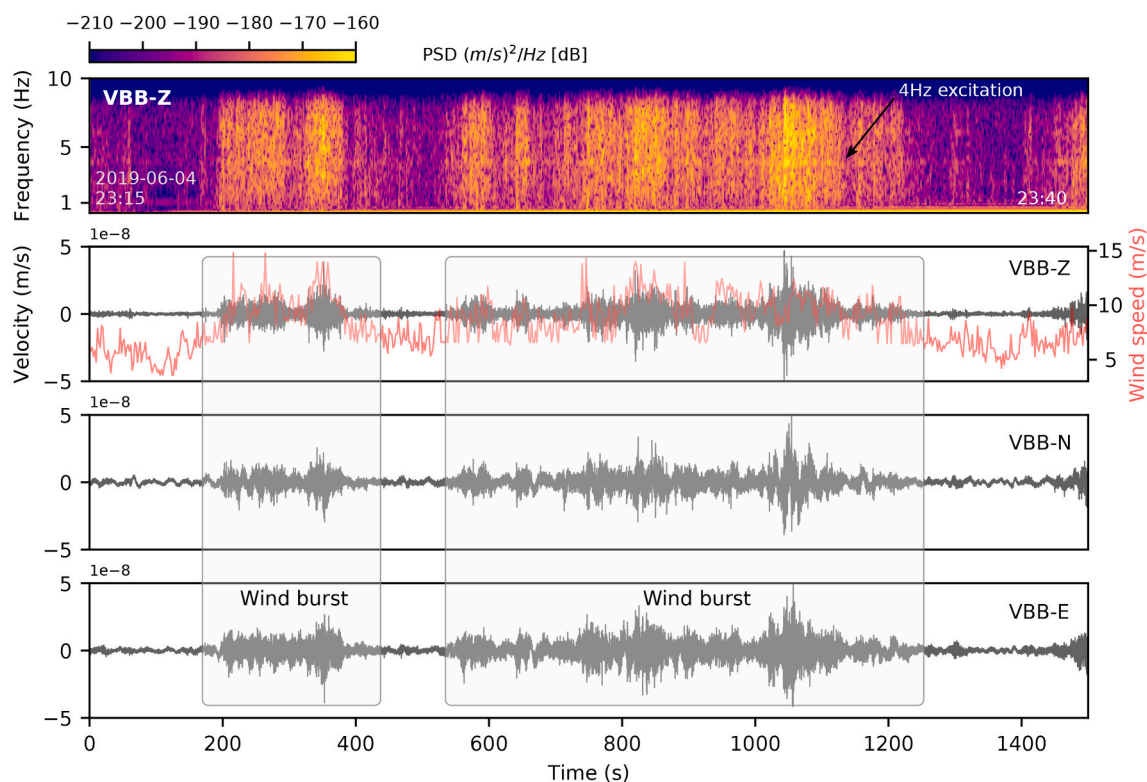 −210 −200 −190 −180 −170 −160
PSD (m/s)²/Hz [dB]
Frequency (Hz)
10
5
1
VBB-Z
4Hz excitation
2019-06-04
23:15
23:40
1e−8
Velocity (m/s)
5
0
−5
VBB-Z
15
10
5
Wind speed (m/s)
1e−8
5
0
−5
VBB-N
1e−8
5
0
−5
Wind burst
Wind burst
VBB-E
0 200 400 600 800 1000 1200 1400
Time (s)